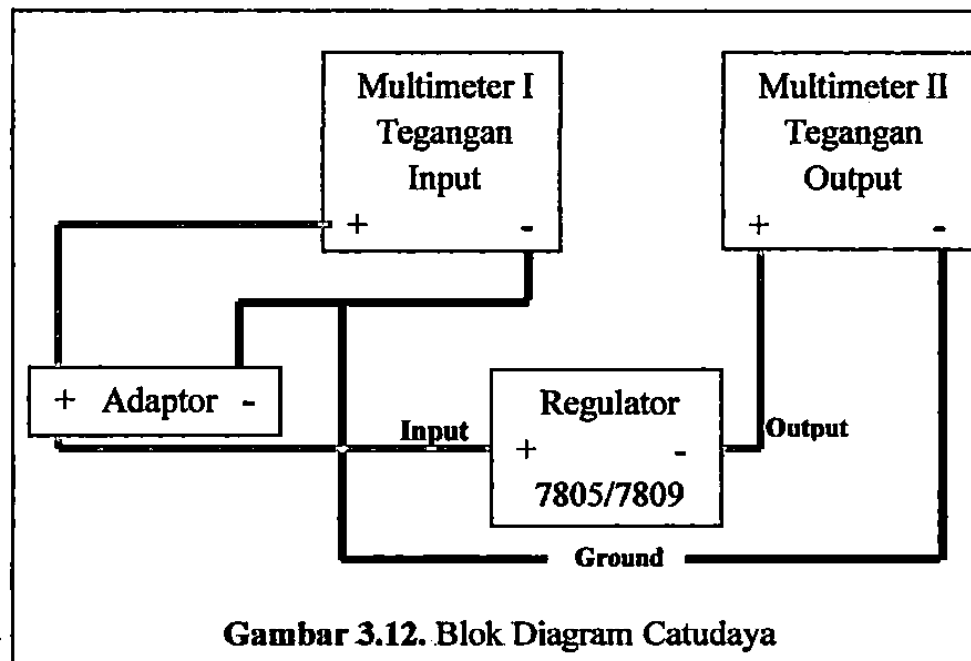 Multimeter I
Tegangan
Input
+ -
Multimeter II
Tegangan
Output
+ -
+ Adaptor -
Input
Regulator
+ -
7805/7809
Output
Ground
Gambar 3.12. Blok Diagram Catudaya